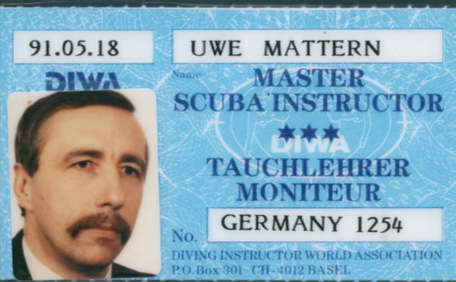 91.05.18
UWE MATTERN
DIWA
Name
MASTER
SCUBA INSTRUCTOR
DIWA
TAUCHLEHRER
MONITEUR
No.
GERMANY 1254
DIVING INSTRUCTOR WORLD ASSOCIATION
P.O. Box 301 - CH - 4012 BASEL